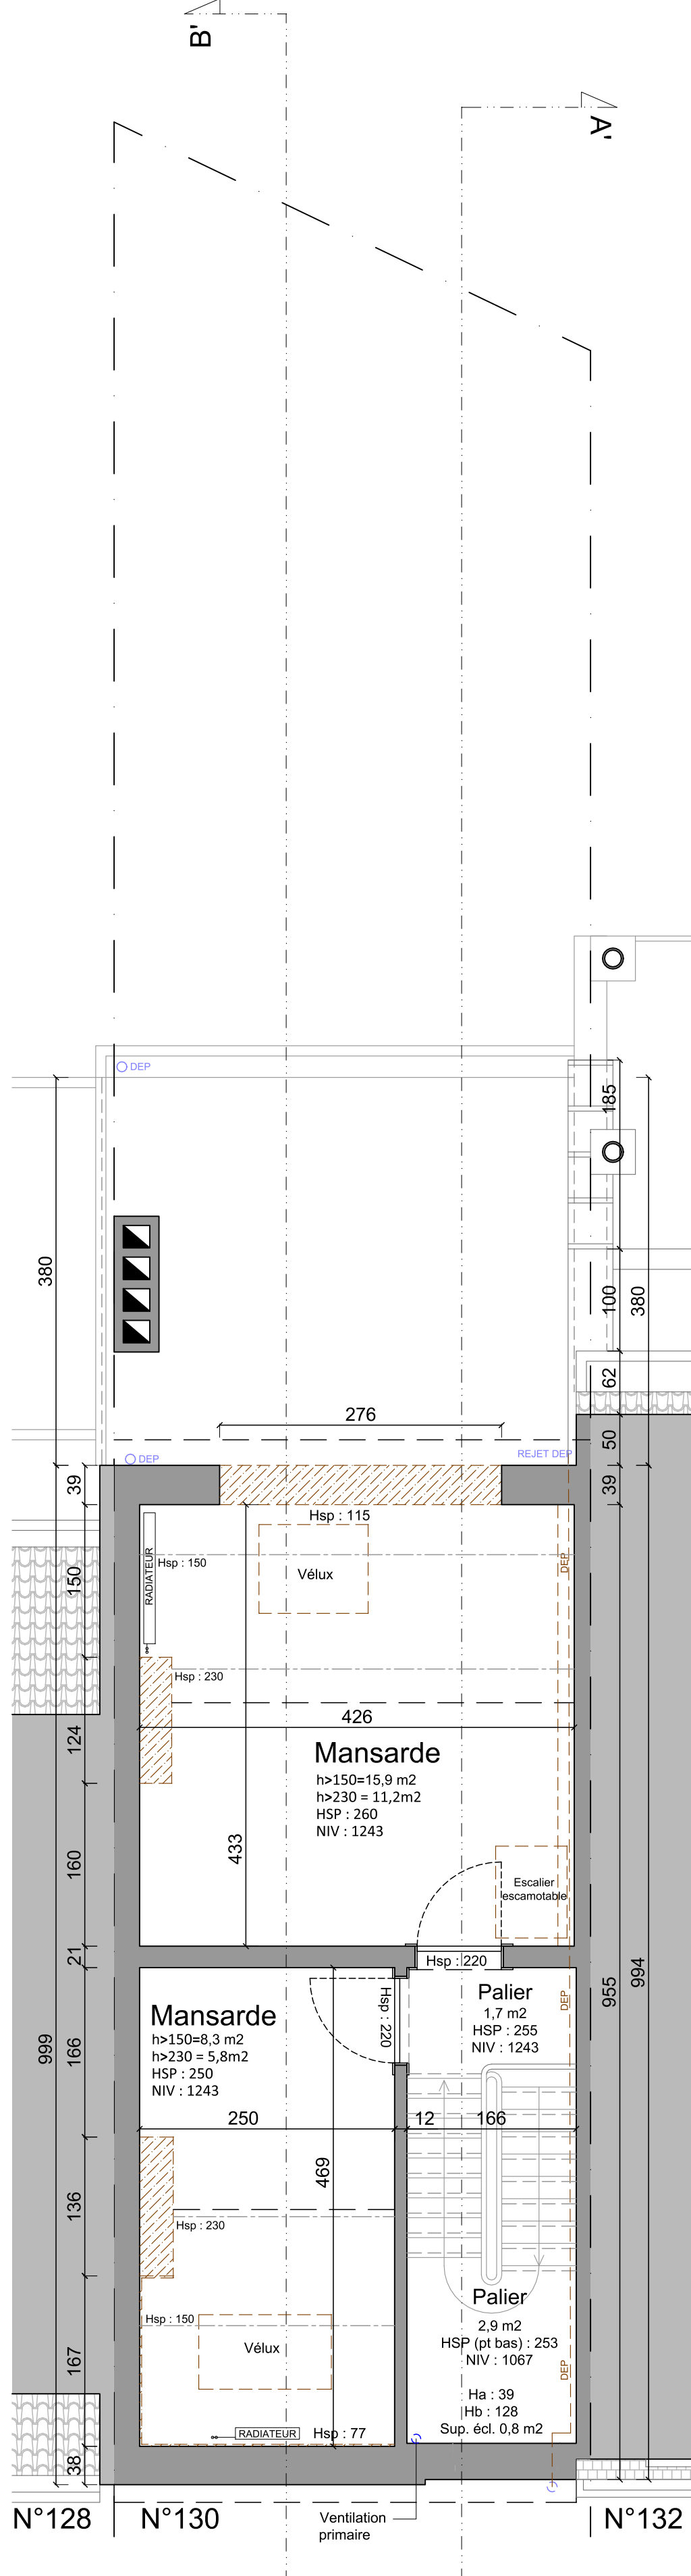 B'
A'
DEP
185
380
100
380
62
276
50
DEP
REJET DEP
39
39
Hsp : 115
RADIATEUR
Hsp : 150
Vélux
DEP
150
Hsp : 230
426
124
Mansarde
h>150=15,9 m2
h>230 = 11,2m2
HSP : 260
NIV : 1243
433
160
Escalier
escamotable
21
Hsp : 220
994
955
Palier
1,7 m2
HSP : 255
NIV : 1243
DEP
Hsp : 220
Mansarde
h>150=8,3 m2
h>230 = 5,8m2
HSP : 250
NIV : 1243
999
166
250
12
166
469
136
Hsp : 230
Palier
2,9 m2
HSP (pt bas) : 253
NIV : 1067
Hsp : 150
Vélux
167
DEP
Ha : 39
Hb : 128
Sup. écl. 0,8 m2
RADIATEUR
Hsp : 77
38
N°128
N°130
Ventilation
primaire
N°132